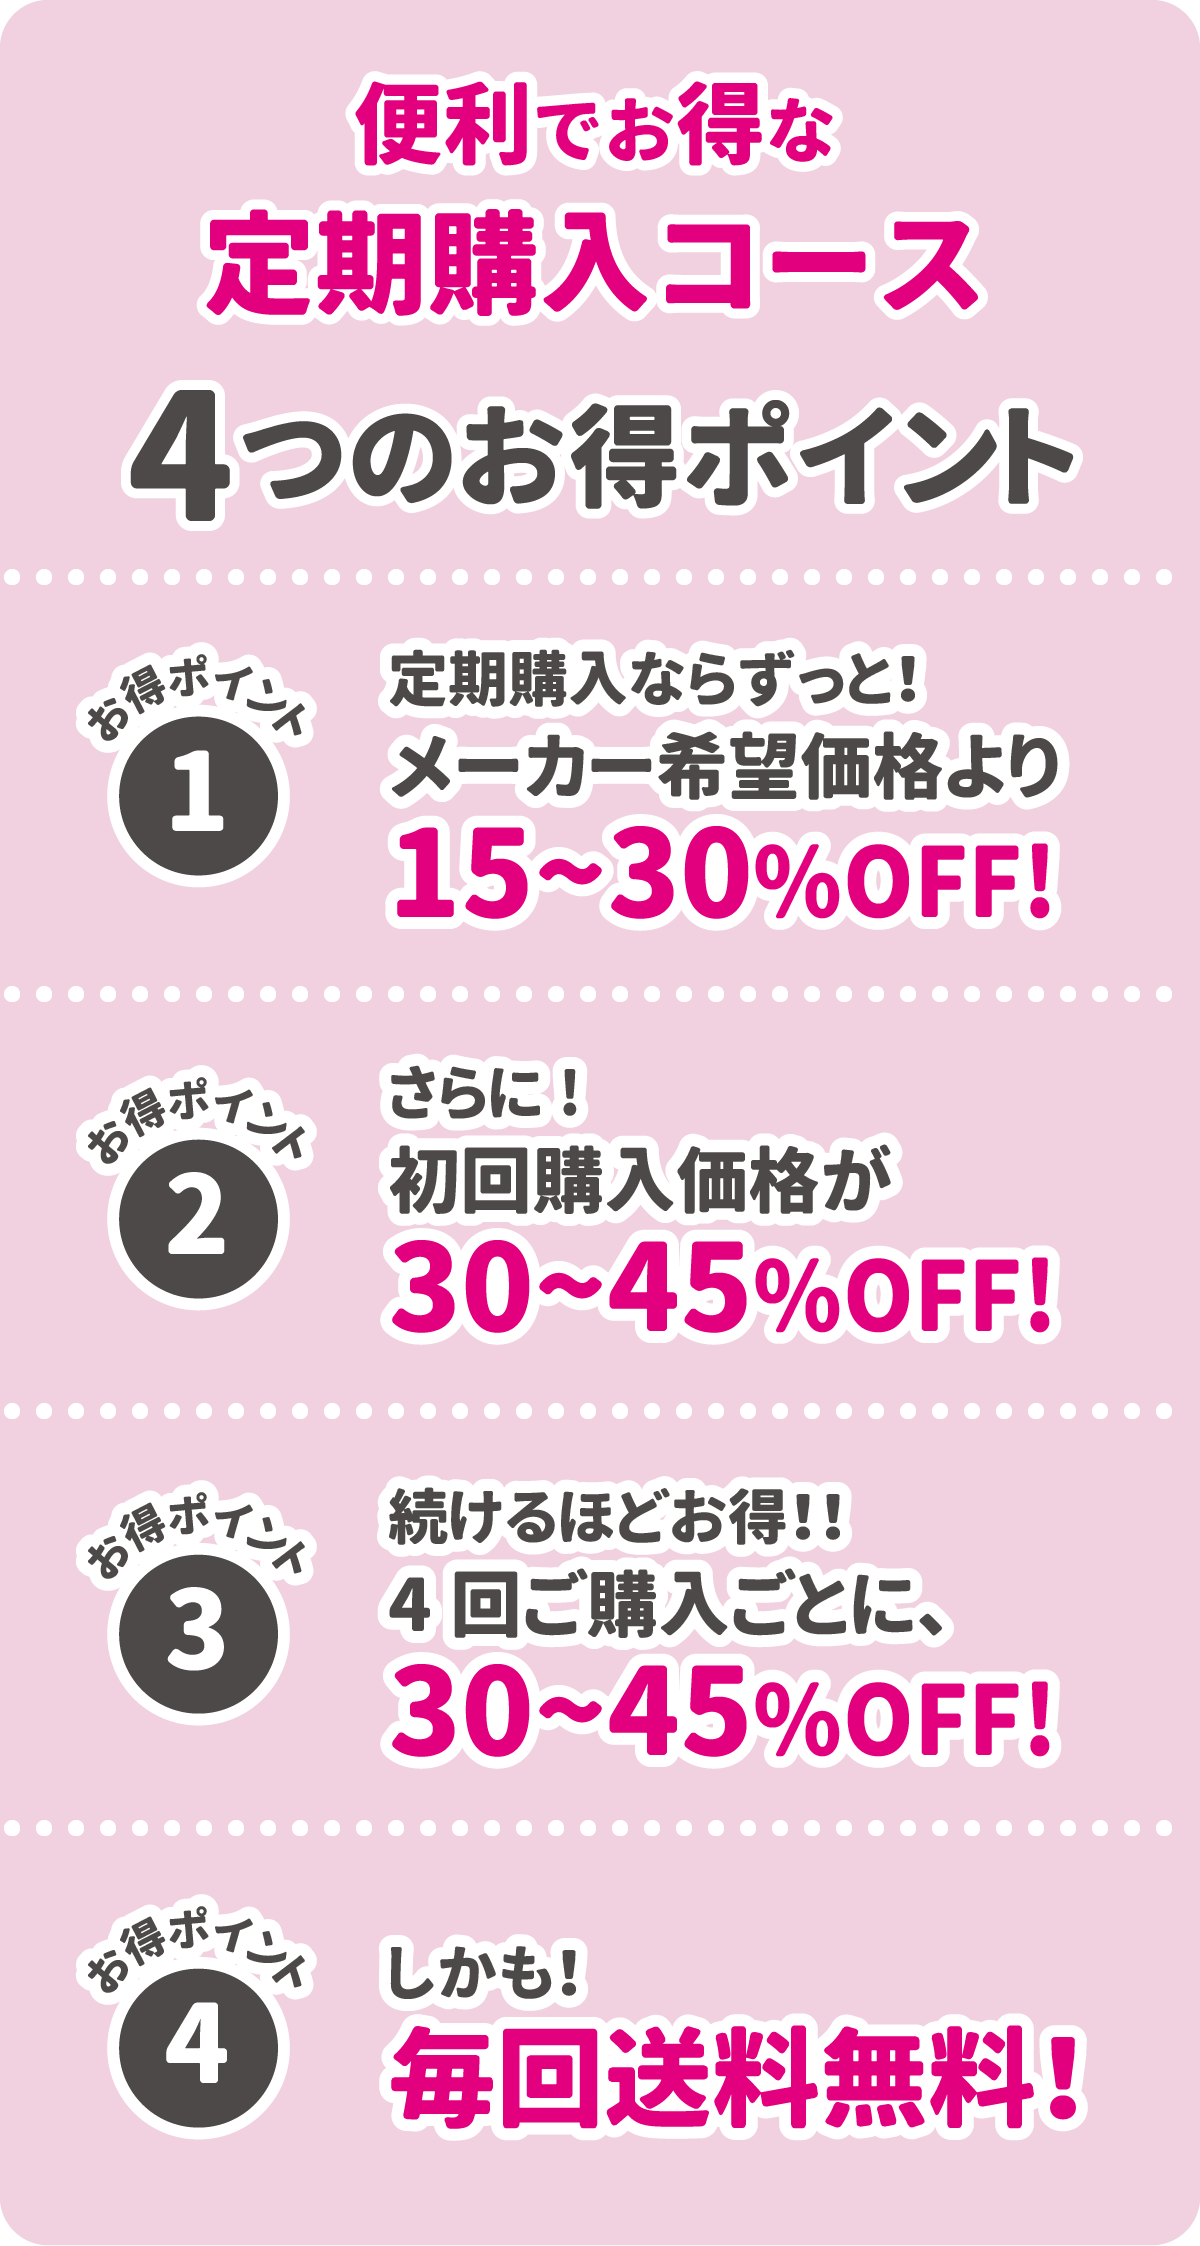 便利でお得な
定期購入コース
4つのお得ポイント
お得ポイント
1
定期購入ならずっと！
メーカー希望価格より
15~30%OFF！
お得ポイント
2
さらに！
初回購入価格が
30~45%OFF！
お得ポイント
3
続けるほどお得！！
4回ご購入ごとに、
30~45%OFF！
お得ポイント
4
しかも！
毎回送料無料！